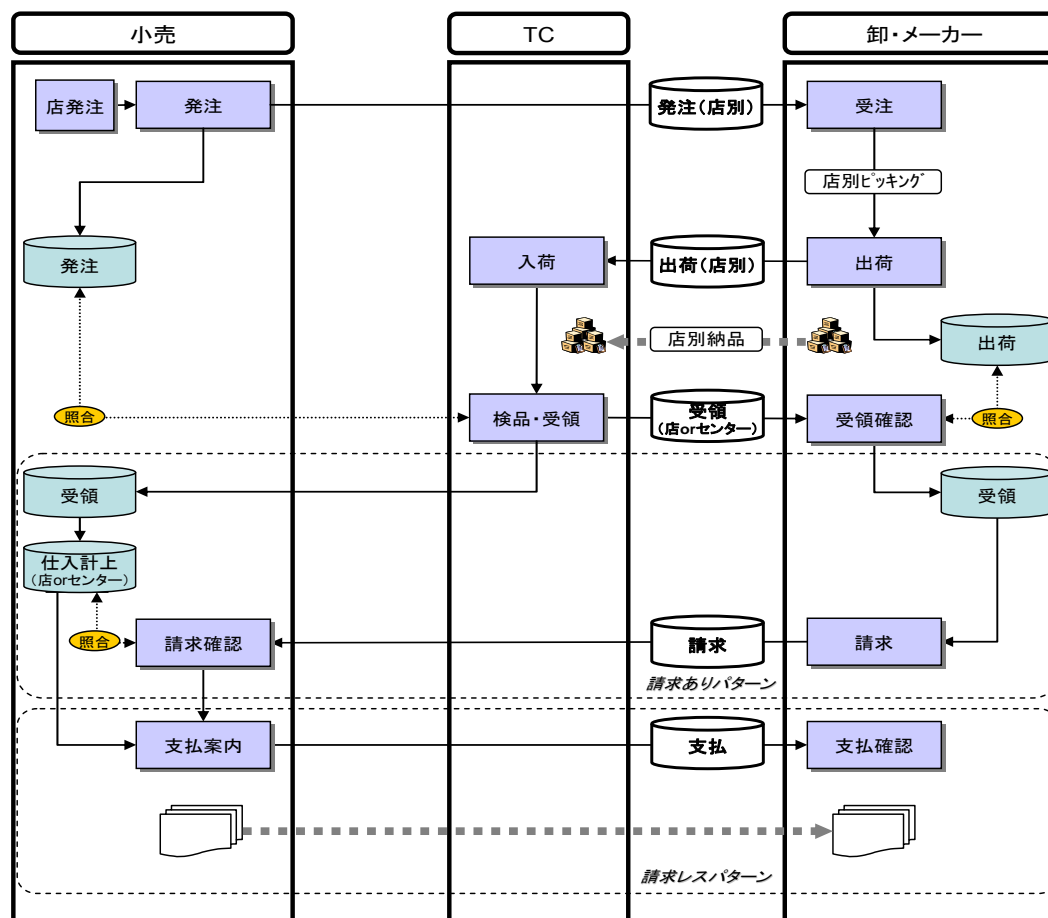 小売
TC
卸・メーカー
店発注
発注
発注(店別)
受注
店別ピッキング
発注
入荷
出荷(店別)
出荷
店別納品
出荷
照合
検品・受領
受領
(店orセンター)
受領確認
照合
受領
受領
仕入計上
(店orセンター)
照合
請求確認
請求
請求
請求ありパターン
支払案内
支払
支払確認
請求レスパターン